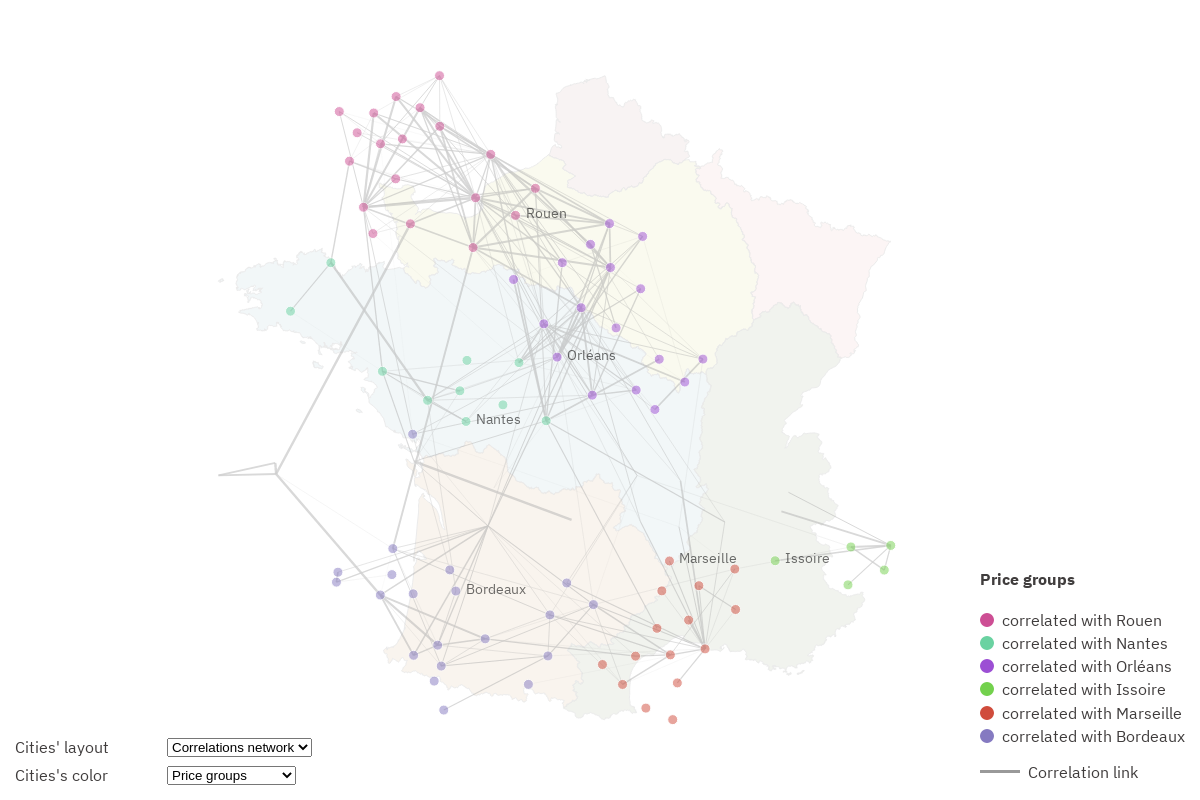 Rouen
Orléans
Nantes
Marseille
Issoire
Bordeaux
Price groups
correlated with Rouen
correlated with Nantes
correlated with Orléans
correlated with Issoire
correlated with Marseille
correlated with Bordeaux
Correlation link
Cities' layout
Correlations network
Cities's color
Price groups